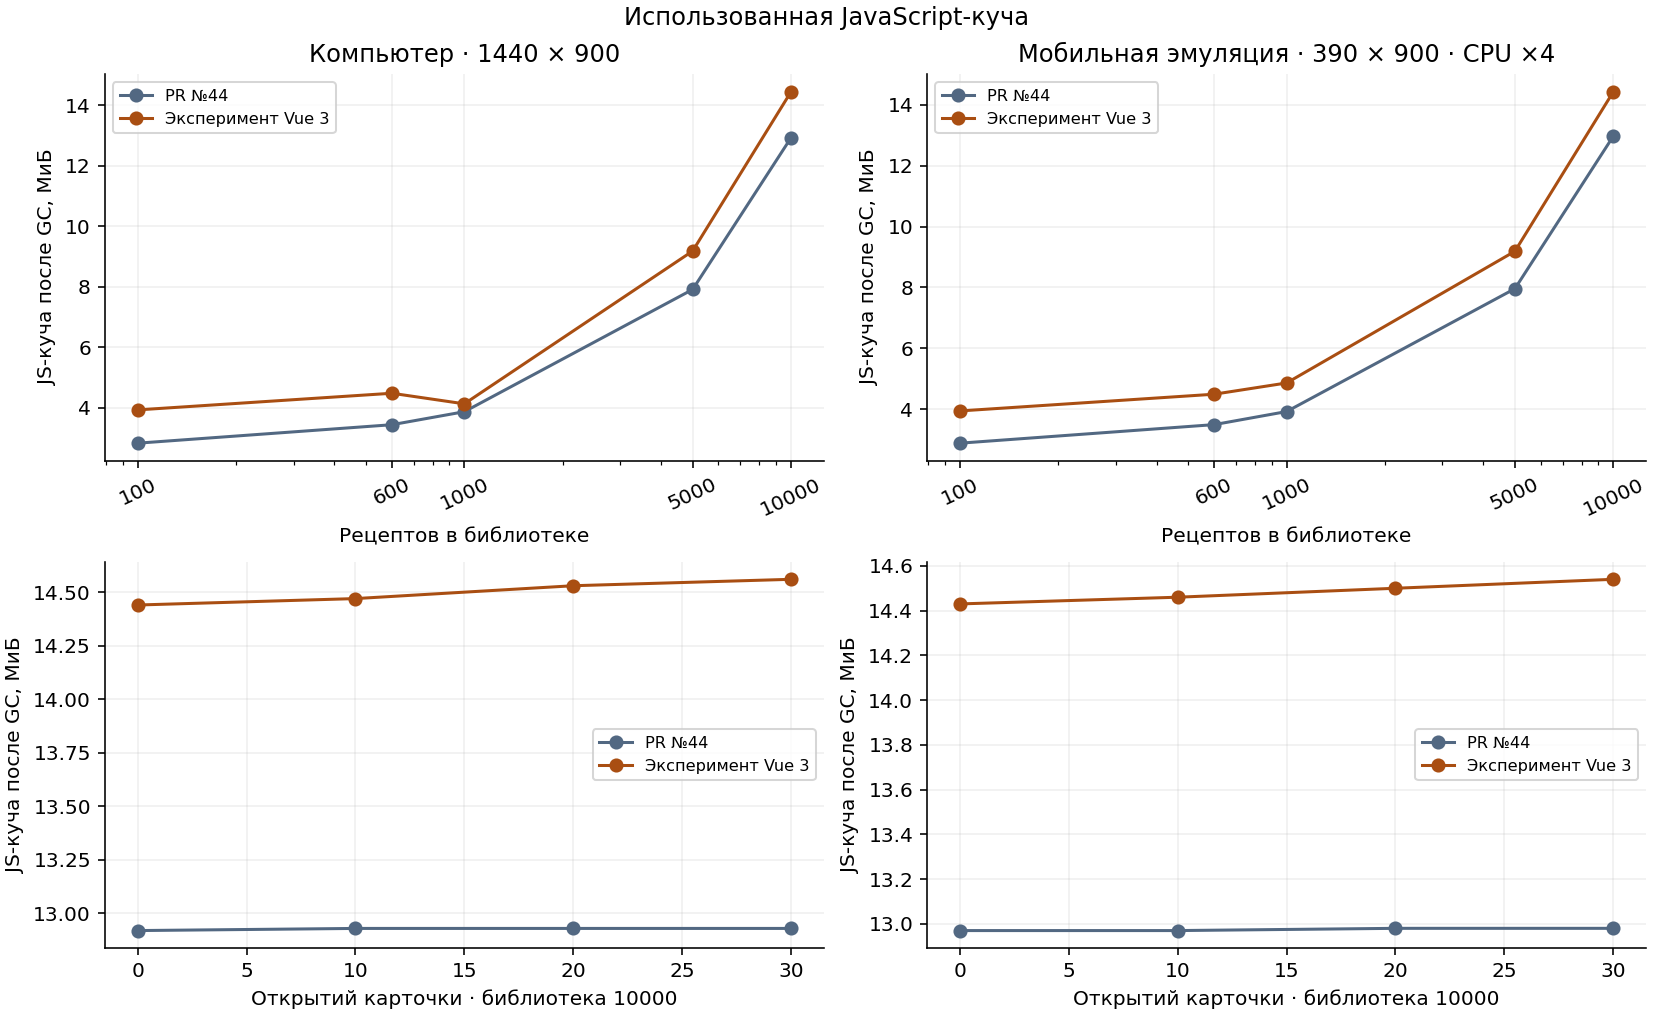 Использованная JavaScript-куча
Компьютер · 1440 × 900
PR №44
Эксперимент Vue 3
JS-куча после GC, МиБ
14
12
10
8
6
4
100
600
1000
5000
10000
Рецептов в библиотеке
Мобильная эмуляция · 390 × 900 · CPU ×4
PR №44
Эксперимент Vue 3
JS-куча после GC, МиБ
14
12
10
8
6
4
100
600
1000
5000
10000
Рецептов в библиотеке
JS-куча после GC, МиБ
14.50
14.25
14.00
13.75
13.50
13.25
13.00
PR №44
Эксперимент Vue 3
0
5
10
15
20
25
30
Открытий карточки · библиотека 10000
JS-куча после GC, МиБ
14.6
14.4
14.2
14.0
13.8
13.6
13.4
13.2
13.0
PR №44
Эксперимент Vue 3
0
5
10
15
20
25
30
Открытий карточки · библиотека 10000